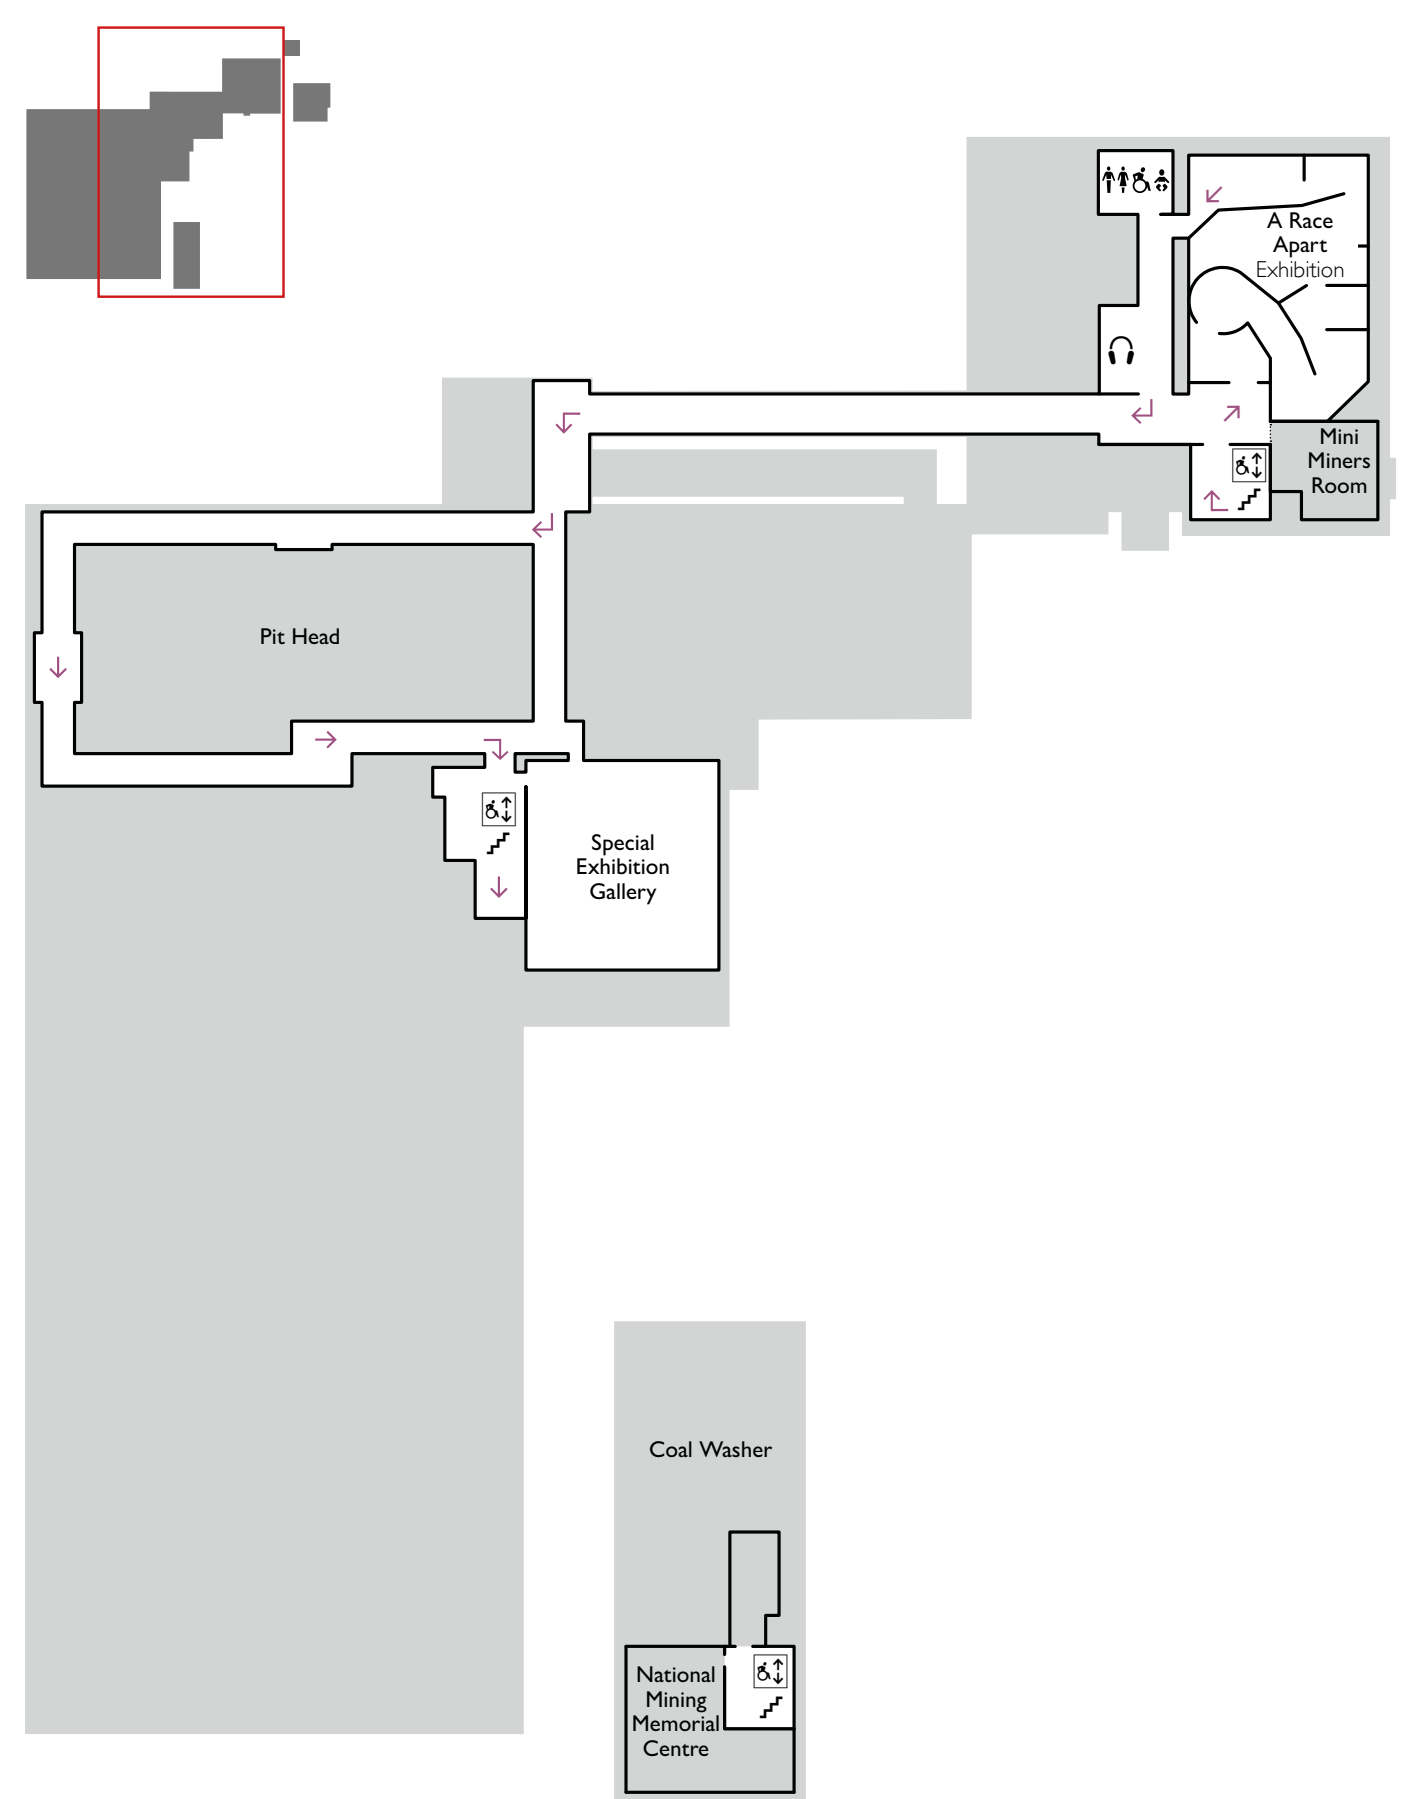 A Race
Apart
Exhibition
Mini
Miners
Room
Pit Head
Special
Exhibition
Gallery
Coal Washer
National
Mining
Memorial
Centre